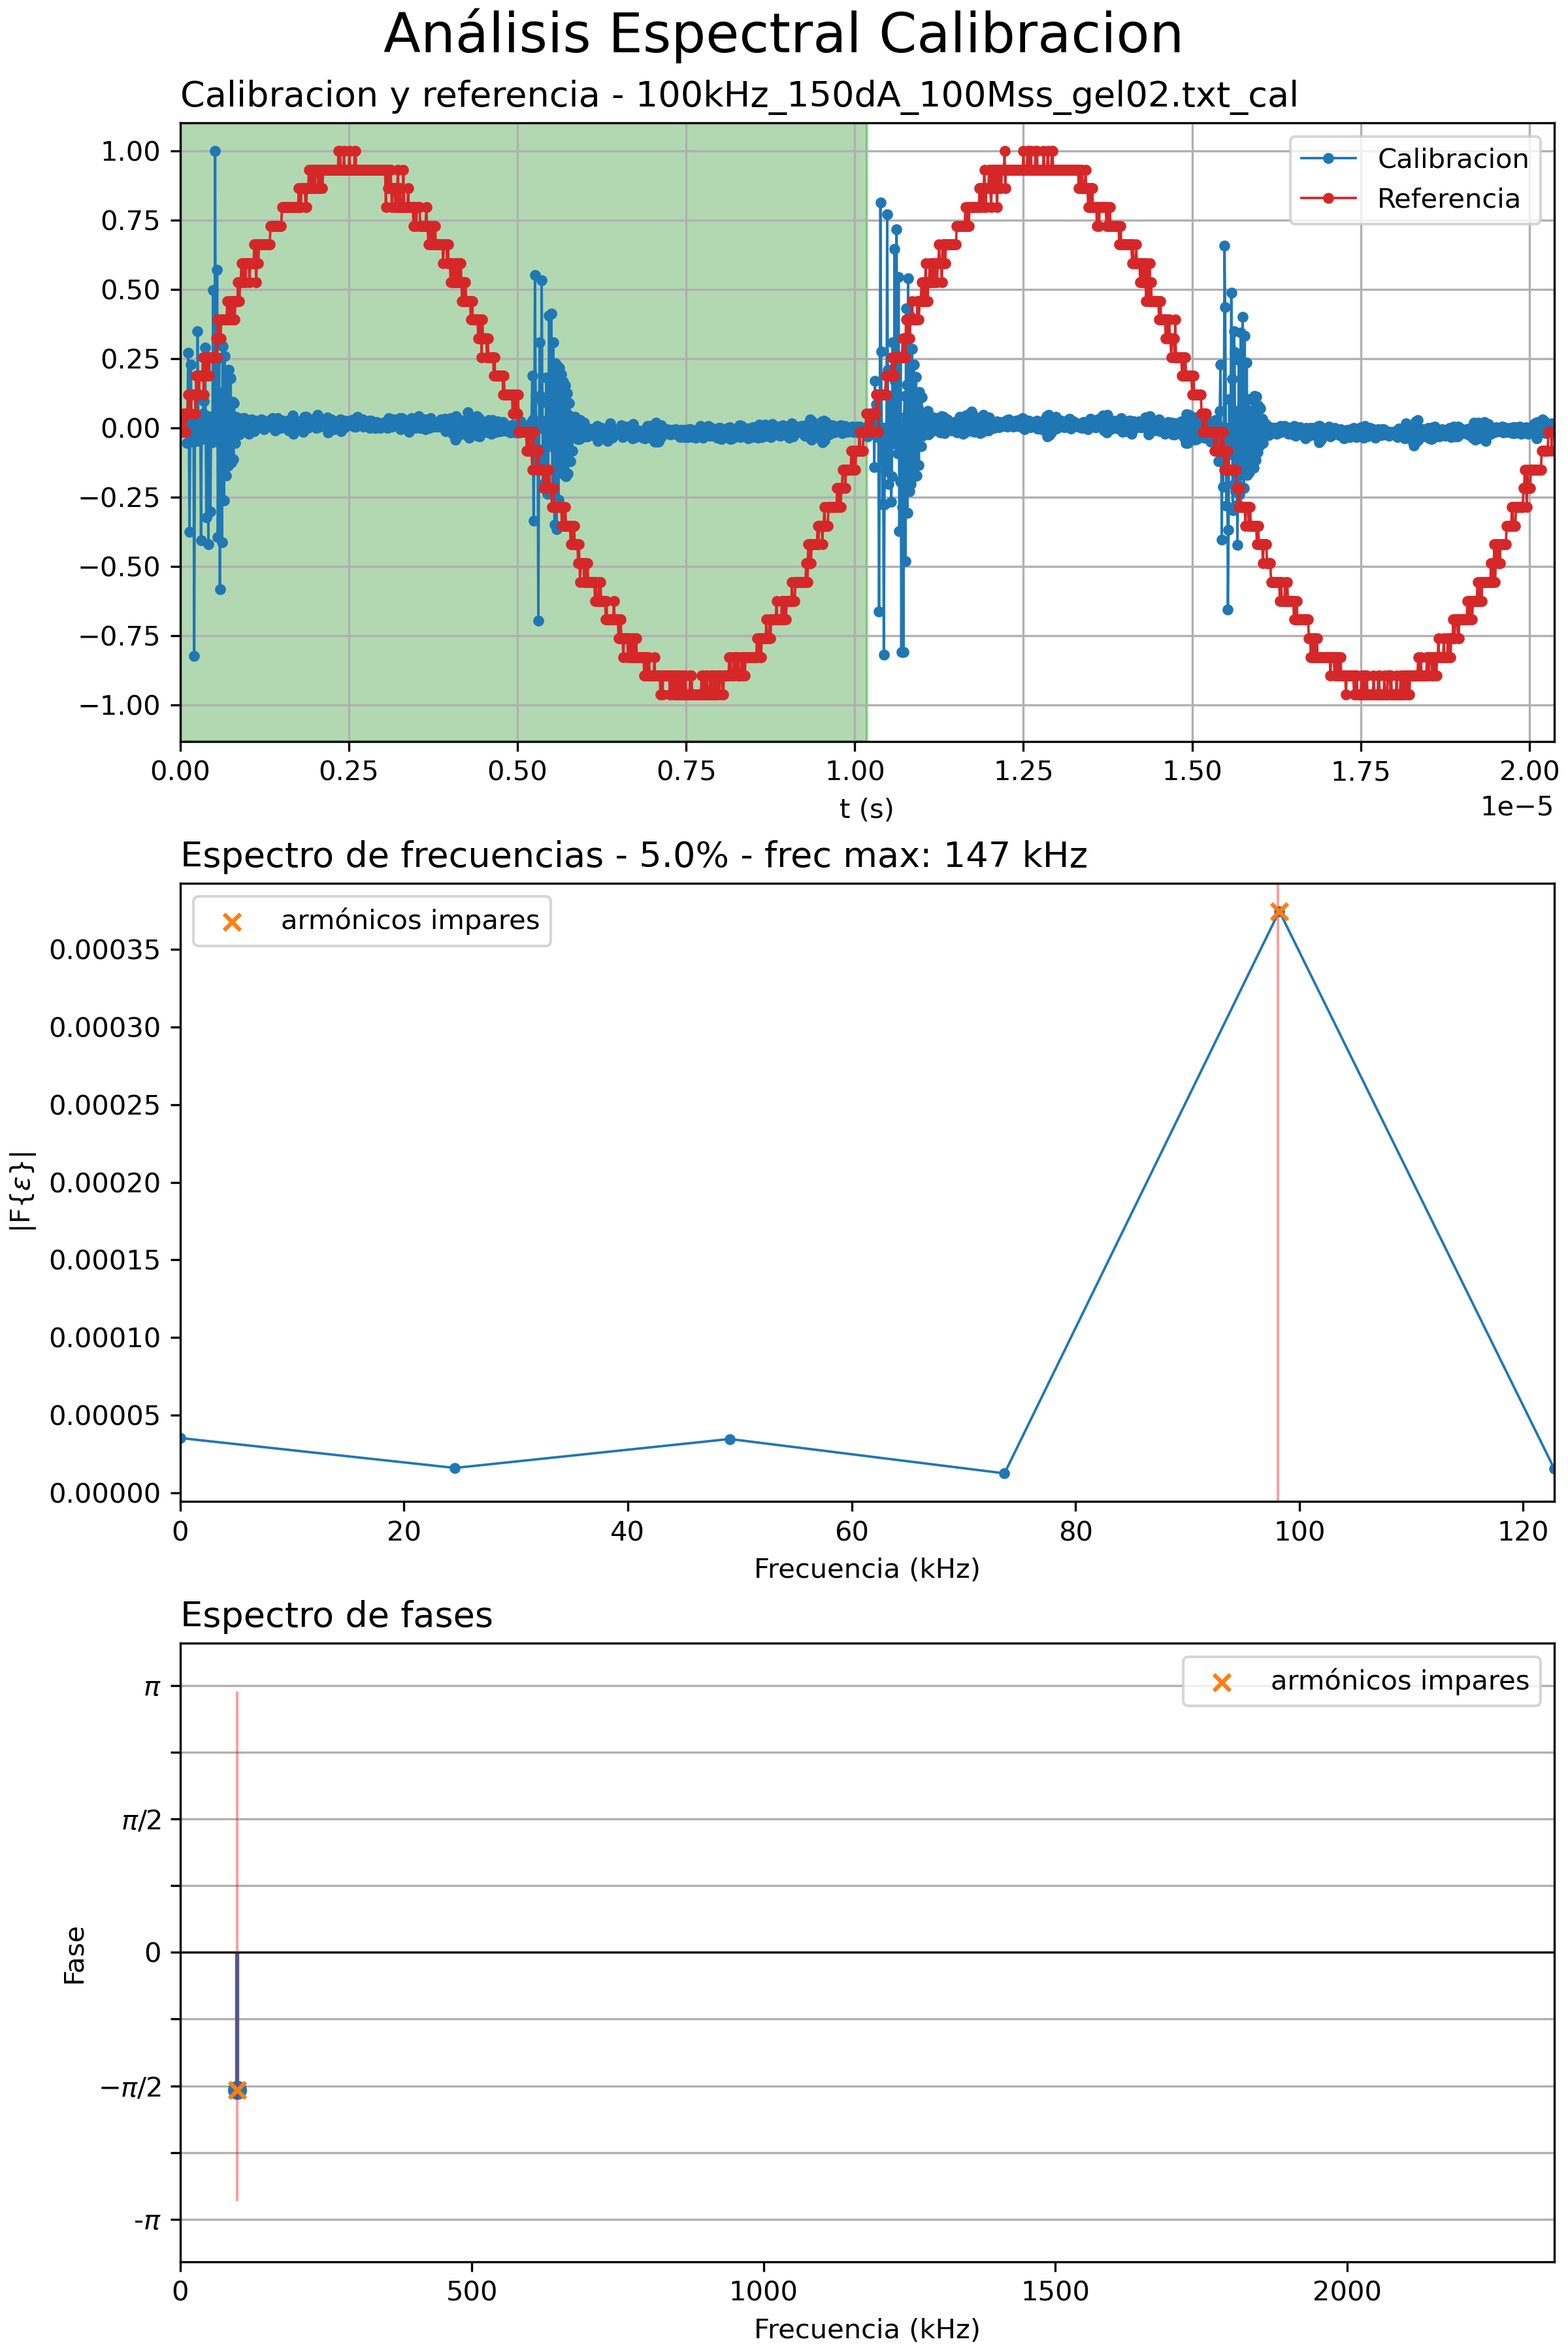 Análisis Espectral Calibracion
Calibracion y referencia - 100kHz_150dA_100Mss_gel02.txt_cal
1.00
0.75
0.50
0.25
0.00
−0.25
−0.50
−0.75
−1.00
Calibracion
Referencia
0.00 0.25 0.50 0.75 1.00 1.25 1.50 1.75 2.00
1e−5
t (s)
Espectro de frecuencias - 5.0% - frec max: 147 kHz
armónicos impares
0.00035
0.00030
0.00025
0.00020
0.00015
0.00010
0.00005
0.00000
|F{ε}|
0 20 40 60 80 100 120
Frecuencia (kHz)
Espectro de fases
armónicos impares
π
π/2
0
−π/2
-π
Fase
0 500 1000 1500 2000
Frecuencia (kHz)